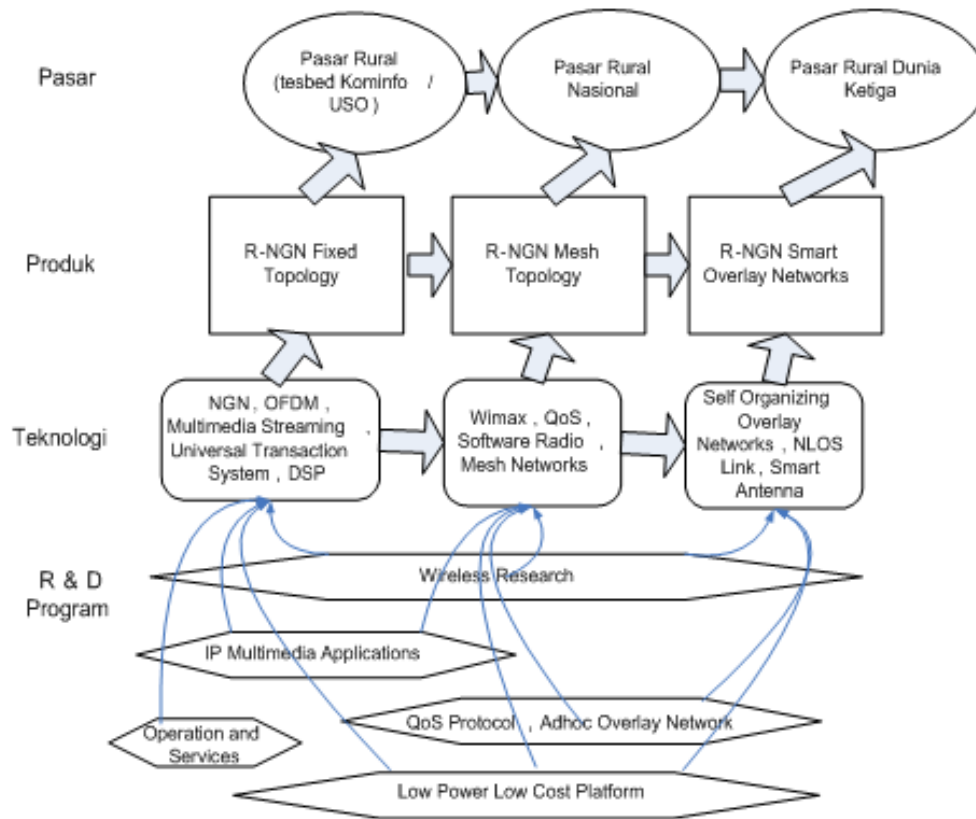 Pasar
Pasar Rural
(tesbed Kominfo /
USO )
Pasar Rural
Nasional
Pasar Rural Dunia
Ketiga
Produk
R-NGN Fixed
Topology
R-NGN Mesh
Topology
R-NGN Smart
Overlay Networks
Teknologi
NGN , OFDM ,
Multimedia Streaming ,
Universal Transaction
System , DSP
Wimax , QoS ,
Software Radio ,
Mesh Networks
Self Organizing
Overlay
Networks , NLOS
Link , Smart
Antenna
R & D
Program
Wireless Research
IP Multimedia Applications
QoS Protocol , Adhoc Overlay Network
Operation and
Services
Low Power Low Cost Platform